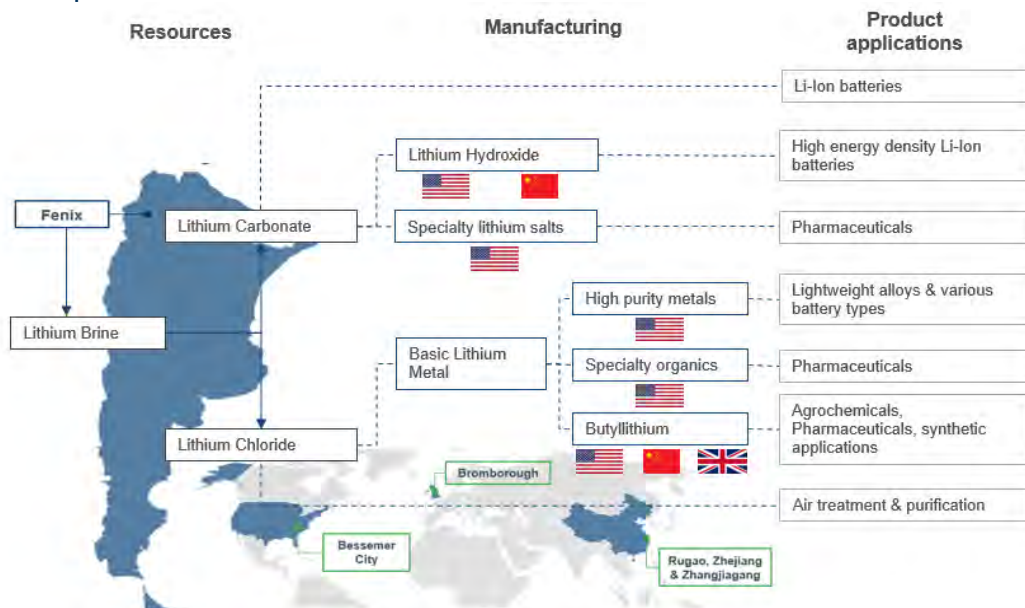 Resources
Manufacturing
Product
applications
Li-Ion batteries
Lithium Hydroxide
High energy density Li-Ion
batteries
Fenix
Lithium Carbonate
Specialty lithium salts
Pharmaceuticals
High purity metals
Lightweight alloys & various
battery types
Lithium Brine
Basic Lithium
Metal
Specialty organics
Pharmaceuticals
Lithium Chloride
Butyllithium
Agrochemicals,
Pharmaceuticals, synthetic
applications
Bromborough
Air treatment & purification
Bessemer
City
Rugao, Zhejiang
& Zhangjiagang